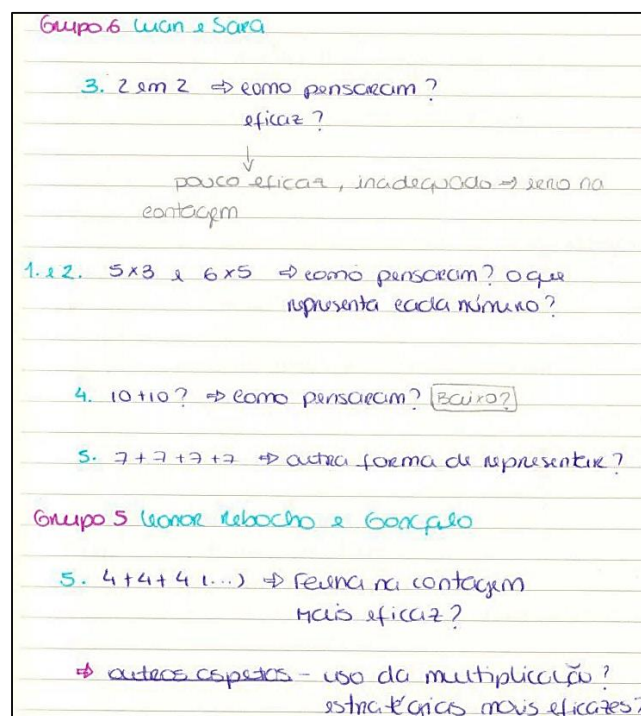 Grupo 6 Luan e Sara
3. 2 em 2 ⇒ como pensaram?
eficaz?
↓
pouco eficaz, inadequado ⇒ erro na
contagem
1. e 2. 5×3 e 6×5 ⇒ como pensaram? O que
representa cada número?
4. 10+10? ⇒ como pensaram? Bairro?
5. 7+7+7+7 ⇒ outra forma de representar?
Grupo 5 Leonor Rebocho e Gonçalo
5. 4+4+4 (...) ⇒ Falha na contagem
Mais eficaz?
⇒ outros aspetos - uso da multiplicação?
estratégias mais eficazes?